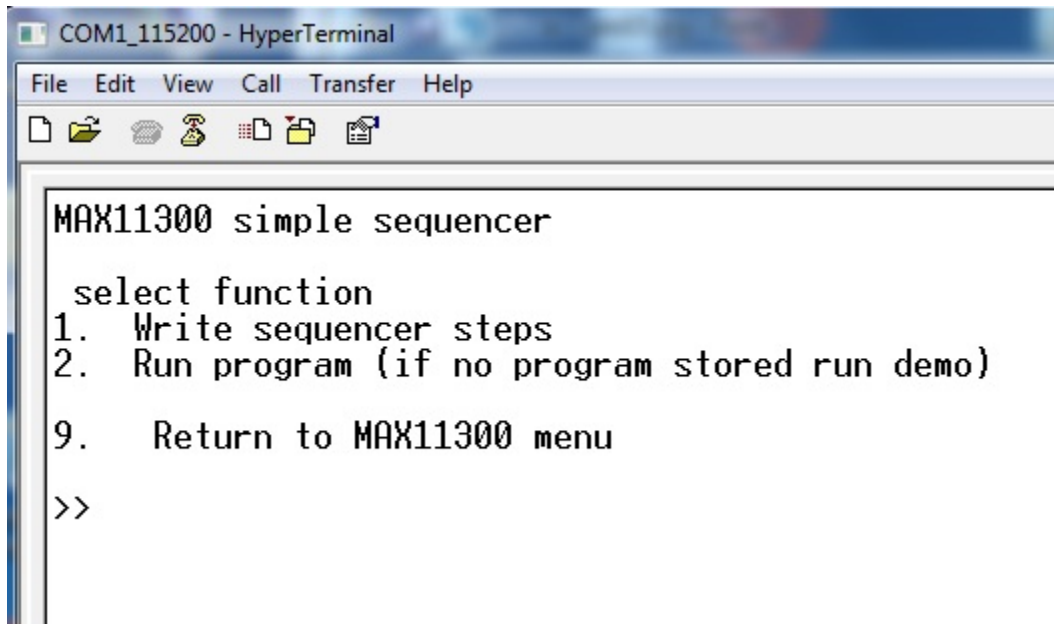 COM1_115200 - HyperTerminal
File Edit View Call Transfer Help
MAX11300 simple sequencer
select function
1. Write sequencer steps
2. Run program (if no program stored run demo)
9. Return to MAX11300 menu
>>